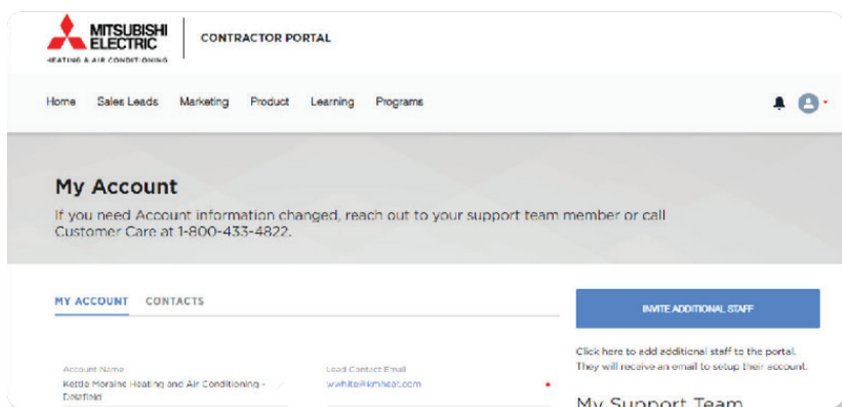 MITSUBISHI
ELECTRIC
HEATING & AIR CONDITIONING
CONTRACTOR PORTAL
Home Sales Leads Marketing Product Learning Programs
My Account
If you need Account information changed, reach out to your support team member or call
Customer Care at 1-800-433-4822.
MY ACCOUNT CONTACTS
Account Name
Kettle Moraine Heating and Air Conditioning -
Delafield
Lead Contact Email
wwhite@kmheat.com
INVITE ADDITIONAL STAFF
Click here to add additional staff to the portal.
They will receive an email to setup their account.
My Support Team